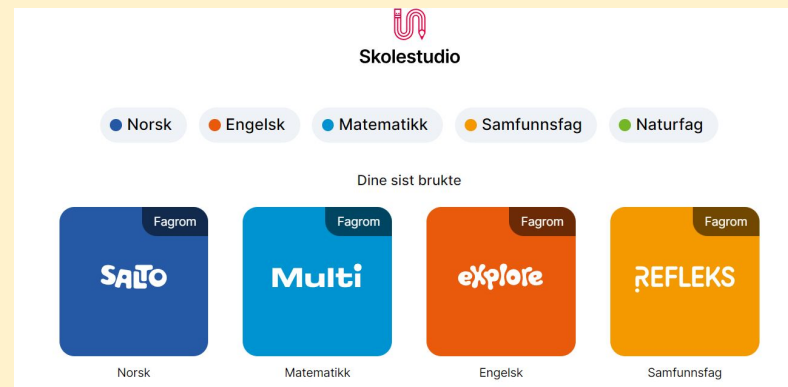 Skolestudio
Norsk Engelsk Matematikk Samfunnsfag Naturfag
Dine sist brukte
Fagrom Fagrom Fagrom Fagrom
SALTO Multi eXplore REFLEKS
Norsk Matematikk Engelsk Samfunnsfag